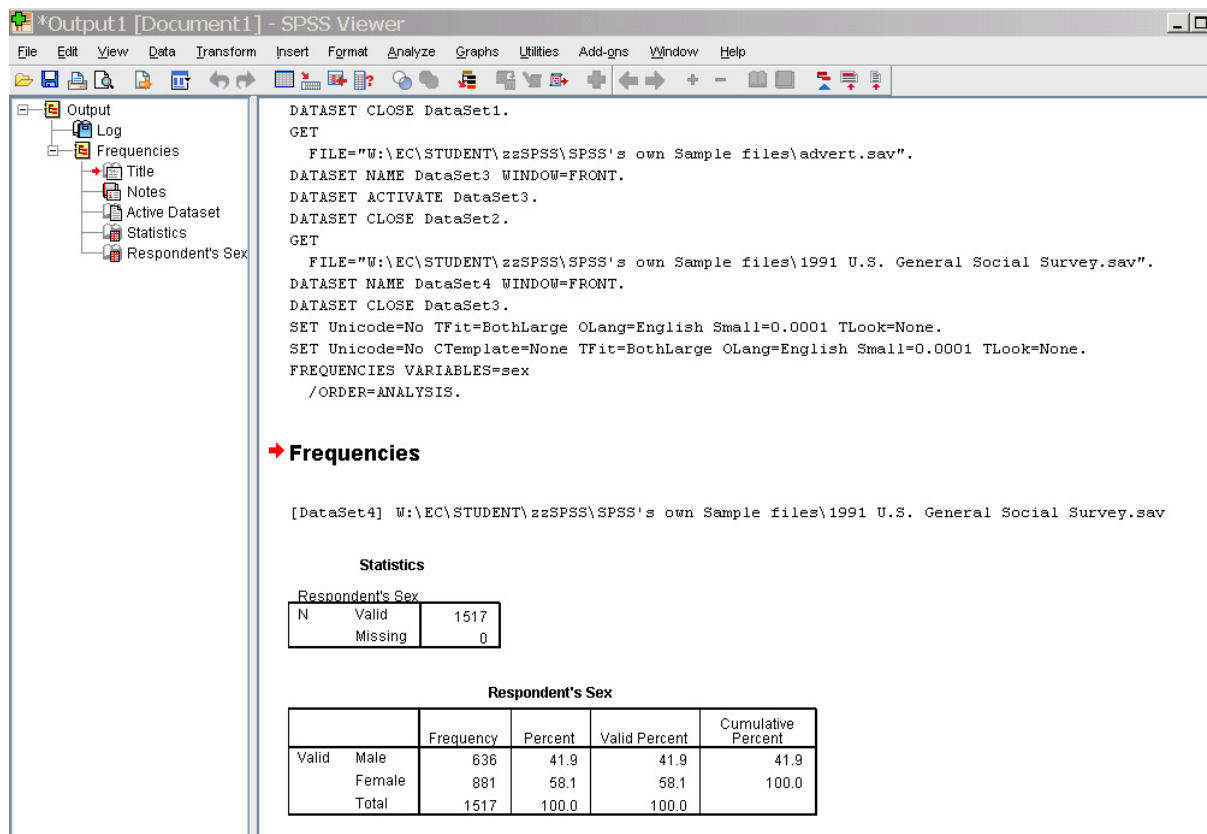 *Output1 [Document1] - SPSS Viewer
File Edit View Data Transform Insert Format Analyze Graphs Utilities Add-ons Window Help
Output
Log
Frequencies
Title
Notes
Active Dataset
Statistics
Respondent's Sex
DATASET CLOSE DataSet1.
GET
FILE="W:\EC\STUDENT\zzSPSS\SPSS's own Sample files\advert.sav".
DATASET NAME DataSet3 WINDOW=FRONT.
DATASET ACTIVATE DataSet3.
DATASET CLOSE DataSet2.
GET
FILE="W:\EC\STUDENT\zzSPSS\SPSS's own Sample files\1991 U.S. General Social Survey.sav".
DATASET NAME DataSet4 WINDOW=FRONT.
DATASET CLOSE DataSet3.
SET Unicode=No TFit=BothLarge OLang=English Small=0.0001 TLook=None.
SET Unicode=No CTemplate=None TFit=BothLarge OLang=English Small=0.0001 TLook=None.
FREQUENCIES VARIABLES=sex
/ORDER=ANALYSIS.
Frequencies
[DataSet4] W:\EC\STUDENT\zzSPSS\SPSS's own Sample files\1991 U.S. General Social Survey.sav
Statistics
Respondent's Sex
N Valid 1517
Missing 0
Respondent's Sex
Frequency Percent Valid Percent Cumulative Percent
Valid Male 636 41.9 41.9 41.9
Female 881 58.1 58.1 100.0
Total 1517 100.0 100.0